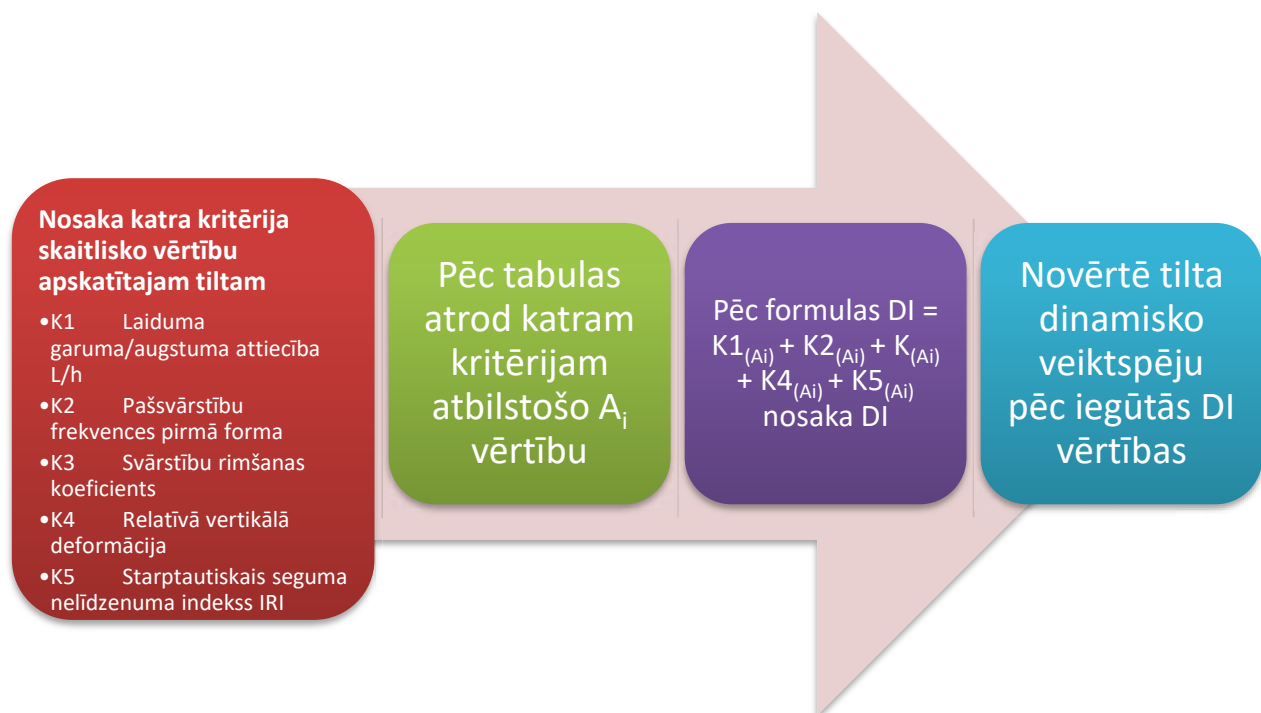 Nosaka katra kritērija
skaitlisko vērtību
apskatītajam tiltam
•K1 Laiduma
garuma/augstuma attiecība
L/h
•K2 Pašsvārstību
frekvences pirmā forma
•K3 Svārstību rimšanas
koeficients
•K4 Relatīvā vertikālā
deformācija
•K5 Starptautiskais seguma
nelīdzenuma indekss IRI
Pēc tabulas
atrod katram
kritērijam
atbilstošo Ai
vērtību
Pēc formulas DI =
K1(Ai) + K2(Ai) + K(Ai)
+ K4(Ai) + K5(Ai)
nosaka DI
Novērtē tilta
dinamisko
veiktspēju
pēc iegūtās DI
vērtības